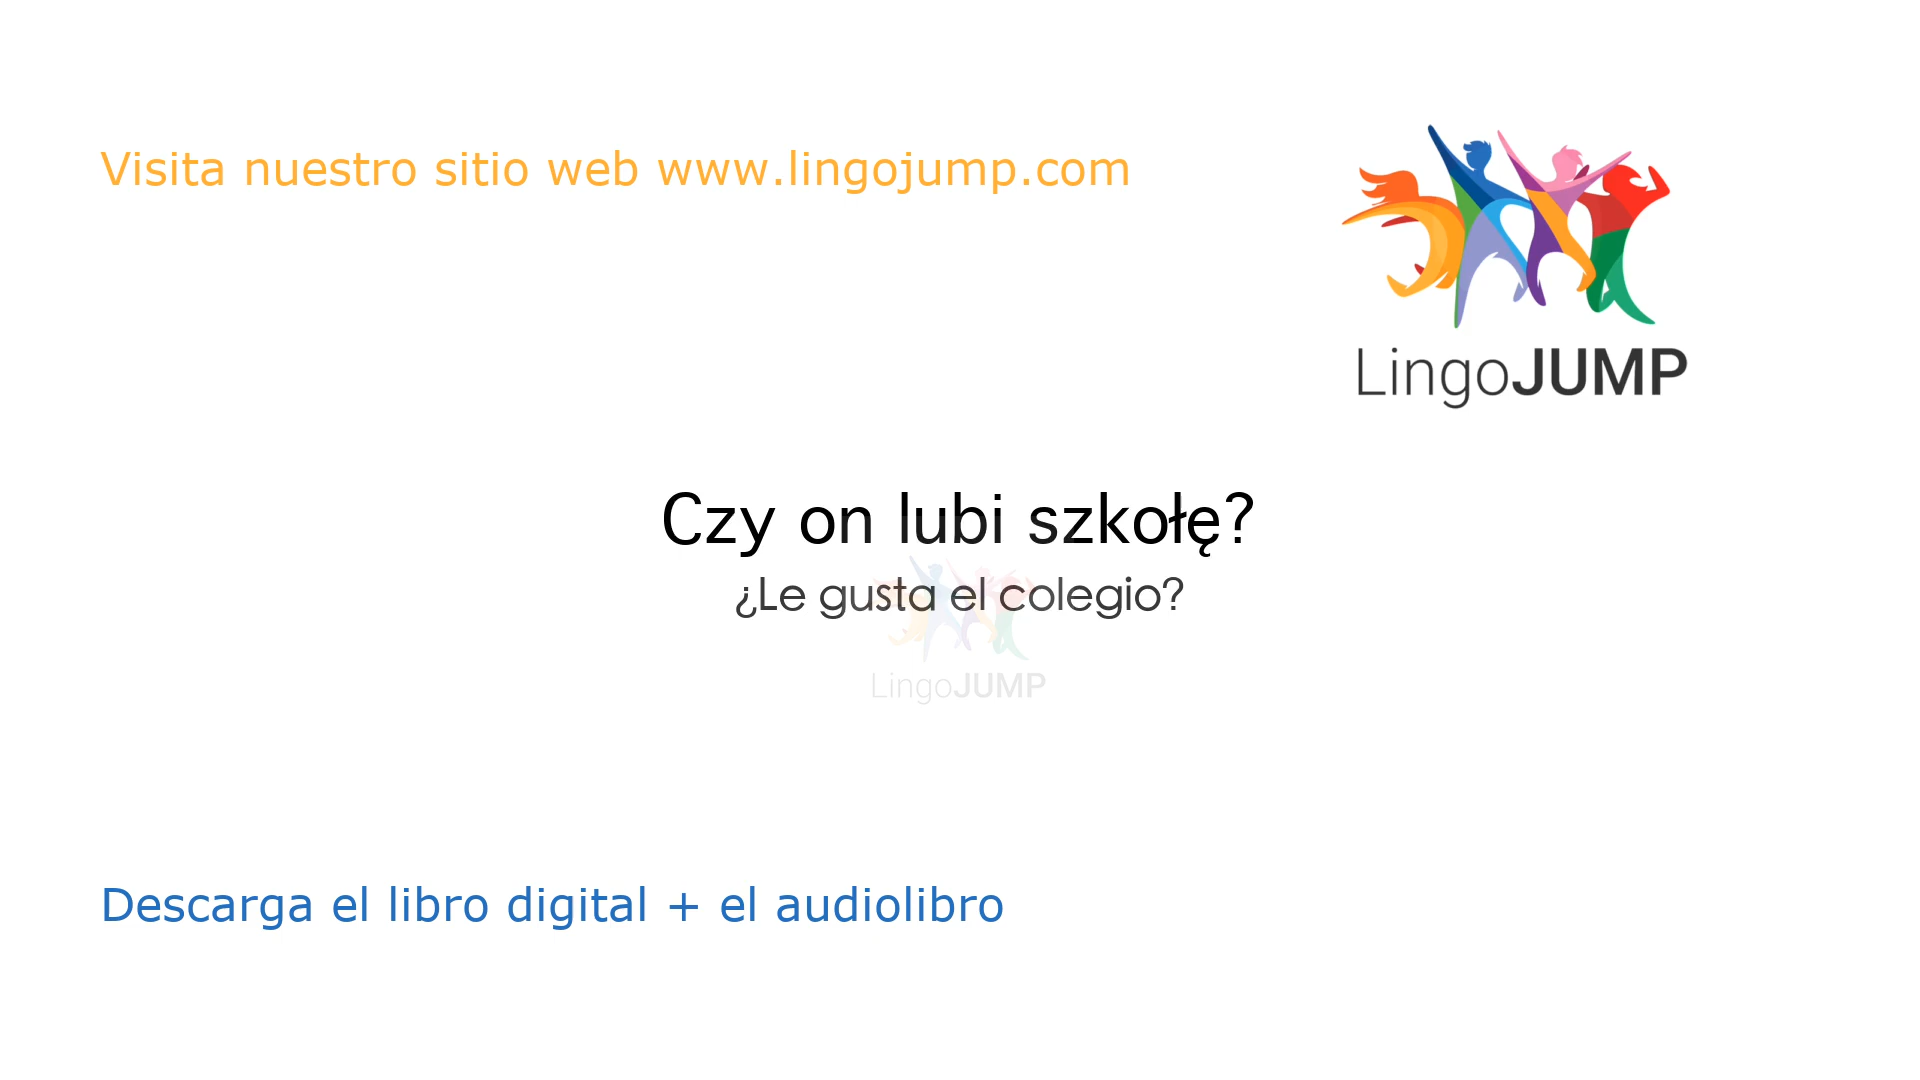 Visita nuestro sitio web www.lingojump.com
LingoJUMP
Czy on lubi szkołę?
¿Le gusta el colegio?
LingoJUMP
Descarga el libro digital + el audiolibro